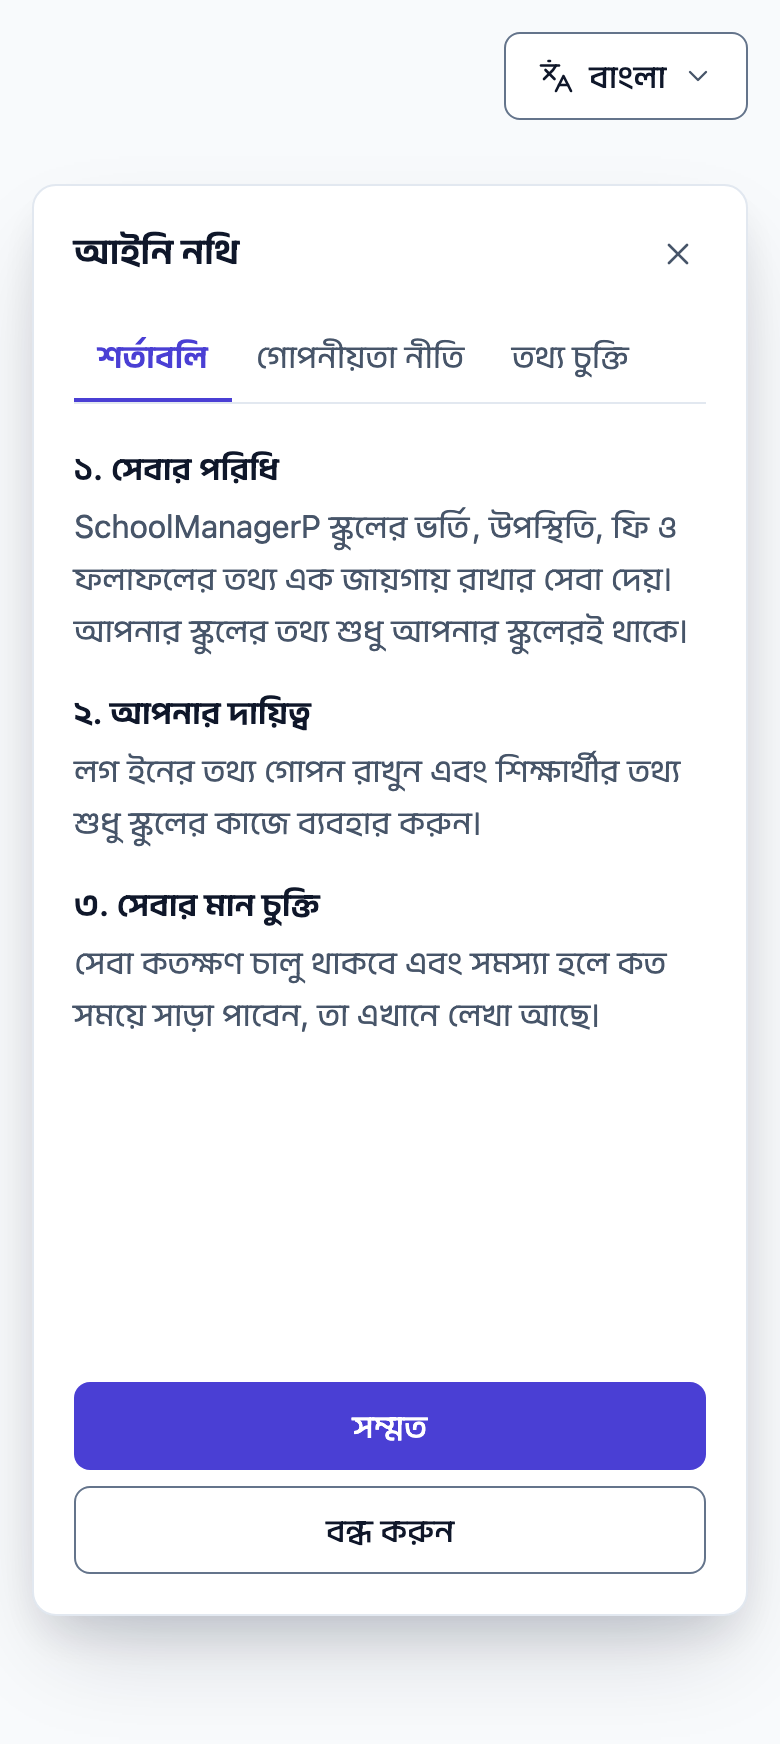 বাংলা
আইনি নথি
শর্তাবলি গোপনীয়তা নীতি তথ্য চুক্তি
১. সেবার পরিধি
SchoolManagerP স্কুলের ভর্তি, উপস্থিতি, ফি ও
ফলাফলের তথ্য এক জায়গায় রাখার সেবা দেয়।
আপনার স্কুলের তথ্য শুধু আপনার স্কুলেরই থাকে।
২. আপনার দায়িত্ব
লগ ইনের তথ্য গোপন রাখুন এবং শিক্ষার্থীর তথ্য
শুধু স্কুলের কাজে ব্যবহার করুন।
৩. সেবার মান চুক্তি
সেবা কতক্ষণ চালু থাকবে এবং সমস্যা হলে কত
সময়ে সাড়া পাবেন, তা এখানে লেখা আছে।
সম্মত
বন্ধ করুন